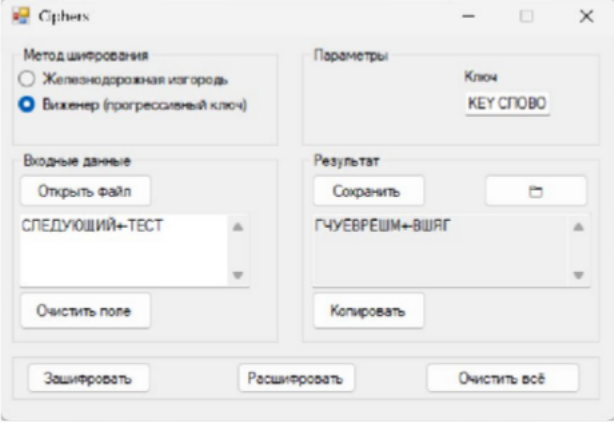 Ciphers
Метод шифрования
Железнодорожная изгородь
Виженер (прогрессивный ключ)
Параметры
Ключ
KEY СЛОВО
Входные данные
Открыть файл
СЛЕДУЮЩИЙ+-ТЕСТ
Очистить поле
Результат
Сохранить
ГЧУЁВРЁШМ+-ВШЯГ
Копировать
Зашифровать
Расшифровать
Очистить всё